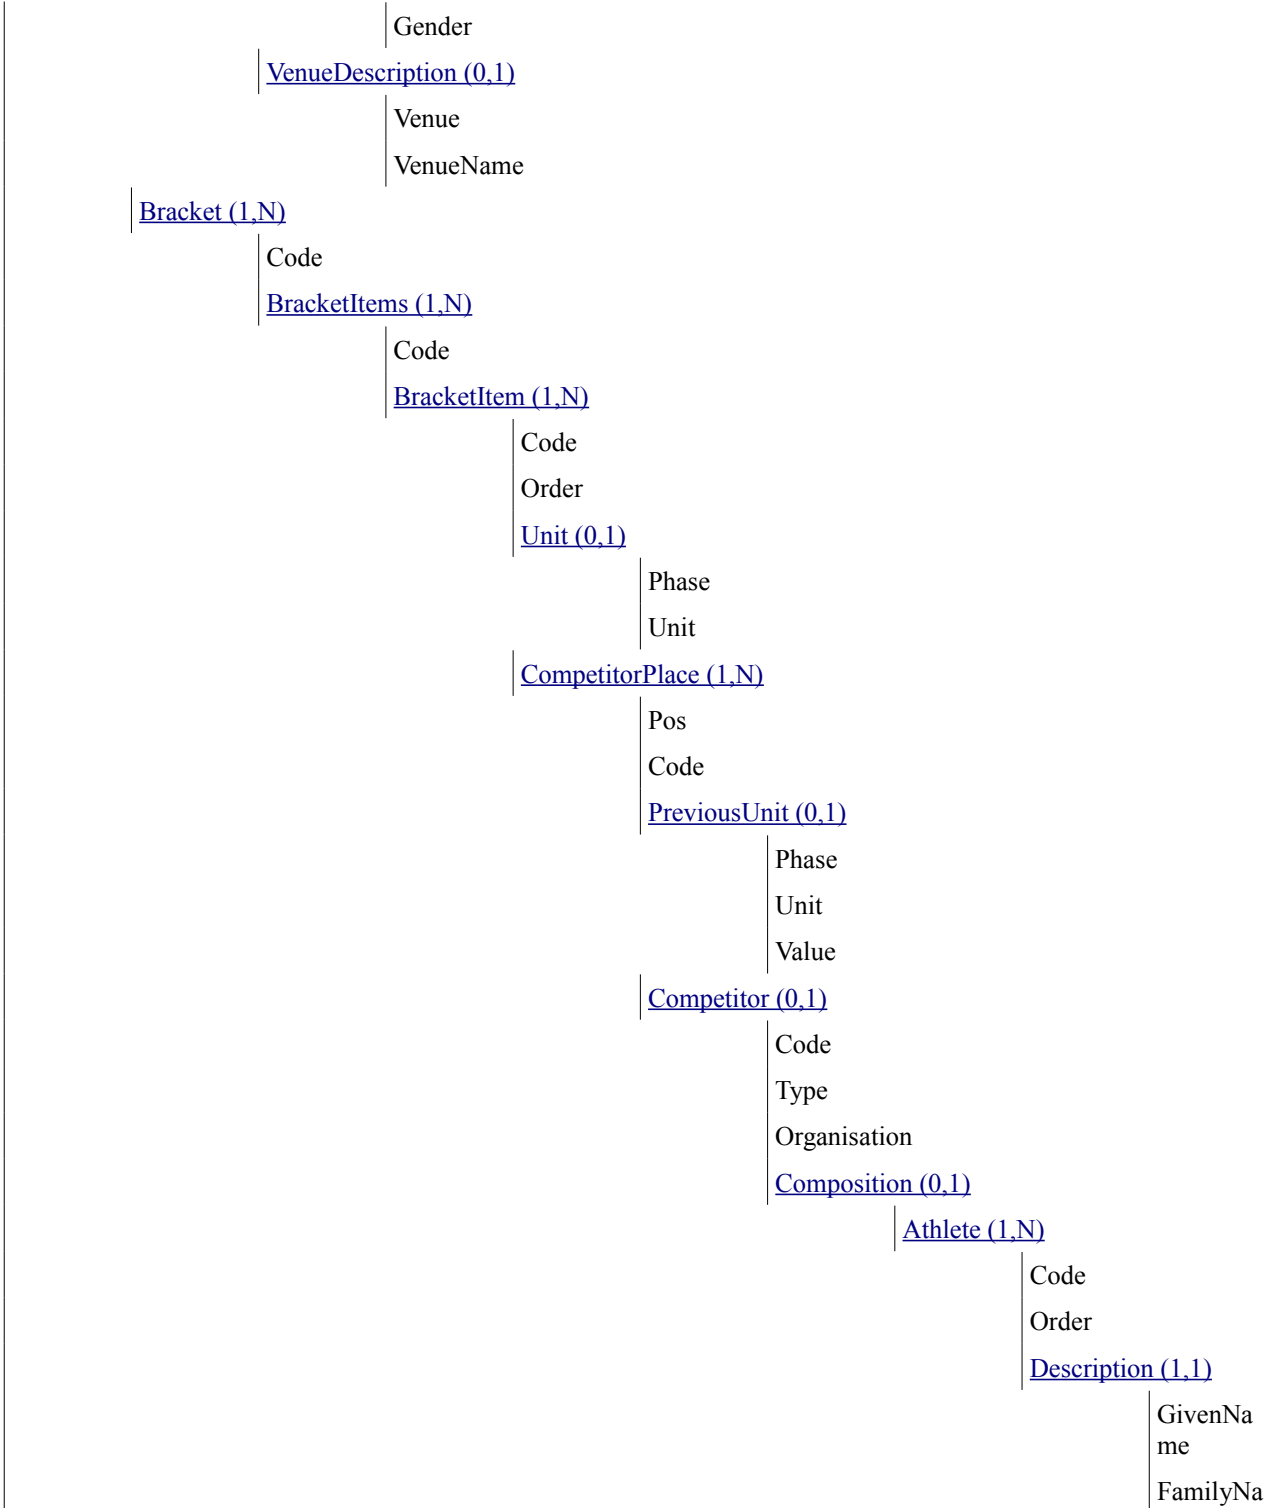 Gender
VenueDescription (0,1)
Venue
VenueName
Bracket (1,N)
Code
BracketItems (1,N)
Code
BracketItem (1,N)
Code
Order
Unit (0,1)
Phase
Unit
CompetitorPlace (1,N)
Pos
Code
PreviousUnit (0,1)
Phase
Unit
Value
Competitor (0,1)
Code
Type
Organisation
Composition (0,1)
Athlete (1,N)
Code
Order
Description (1,1)
GivenNa
me
FamilyNa